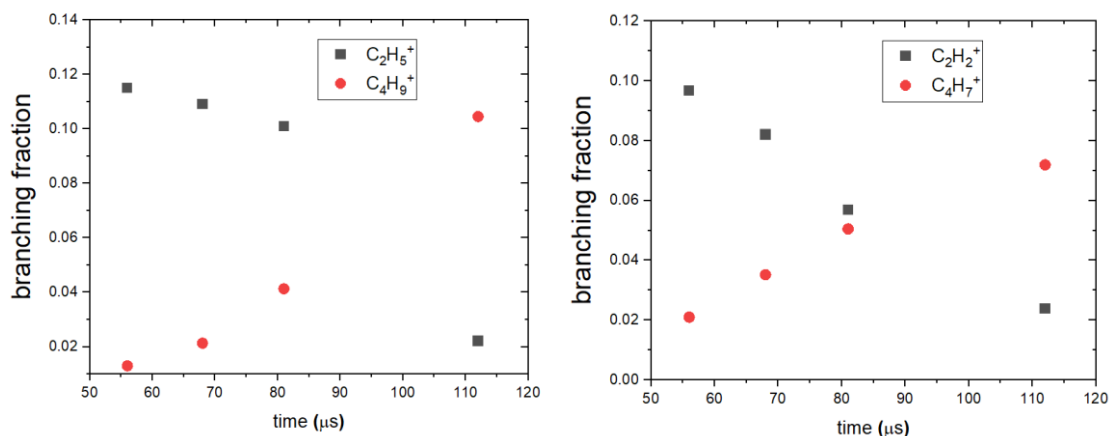 0.14
0.12
0.10
0.08
0.06
0.04
0.02
branching fraction
C₂H₅⁺
C₄H₉⁺
50 60 70 80 90 100 110 120
time (μs)
0.12
0.10
0.08
0.06
0.04
0.02
0.00
branching fraction
C₂H₂⁺
C₄H₇⁺
50 60 70 80 90 100 110 120
time (μs)